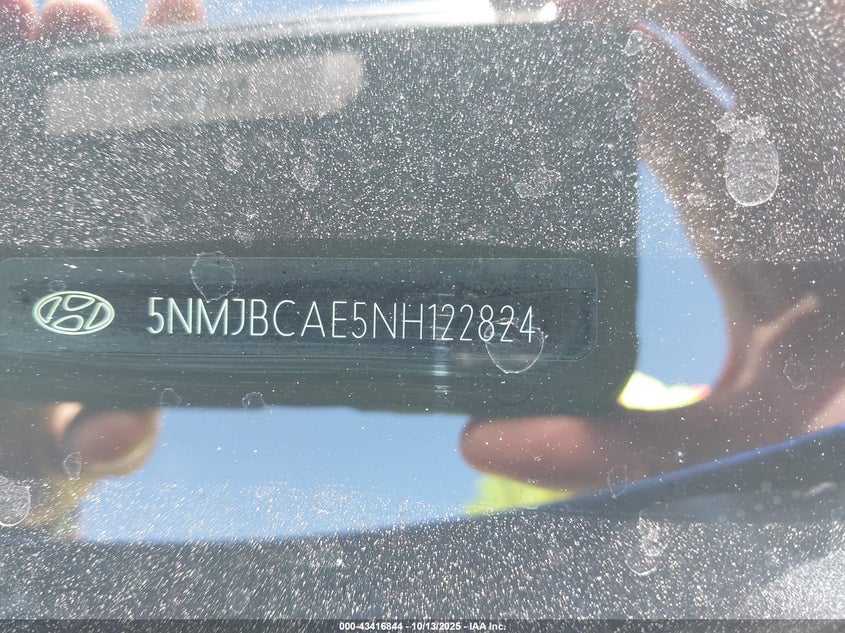 5NMJBCAE5NH122824
000-43416844 - 10/13/2025 - IAA Inc.